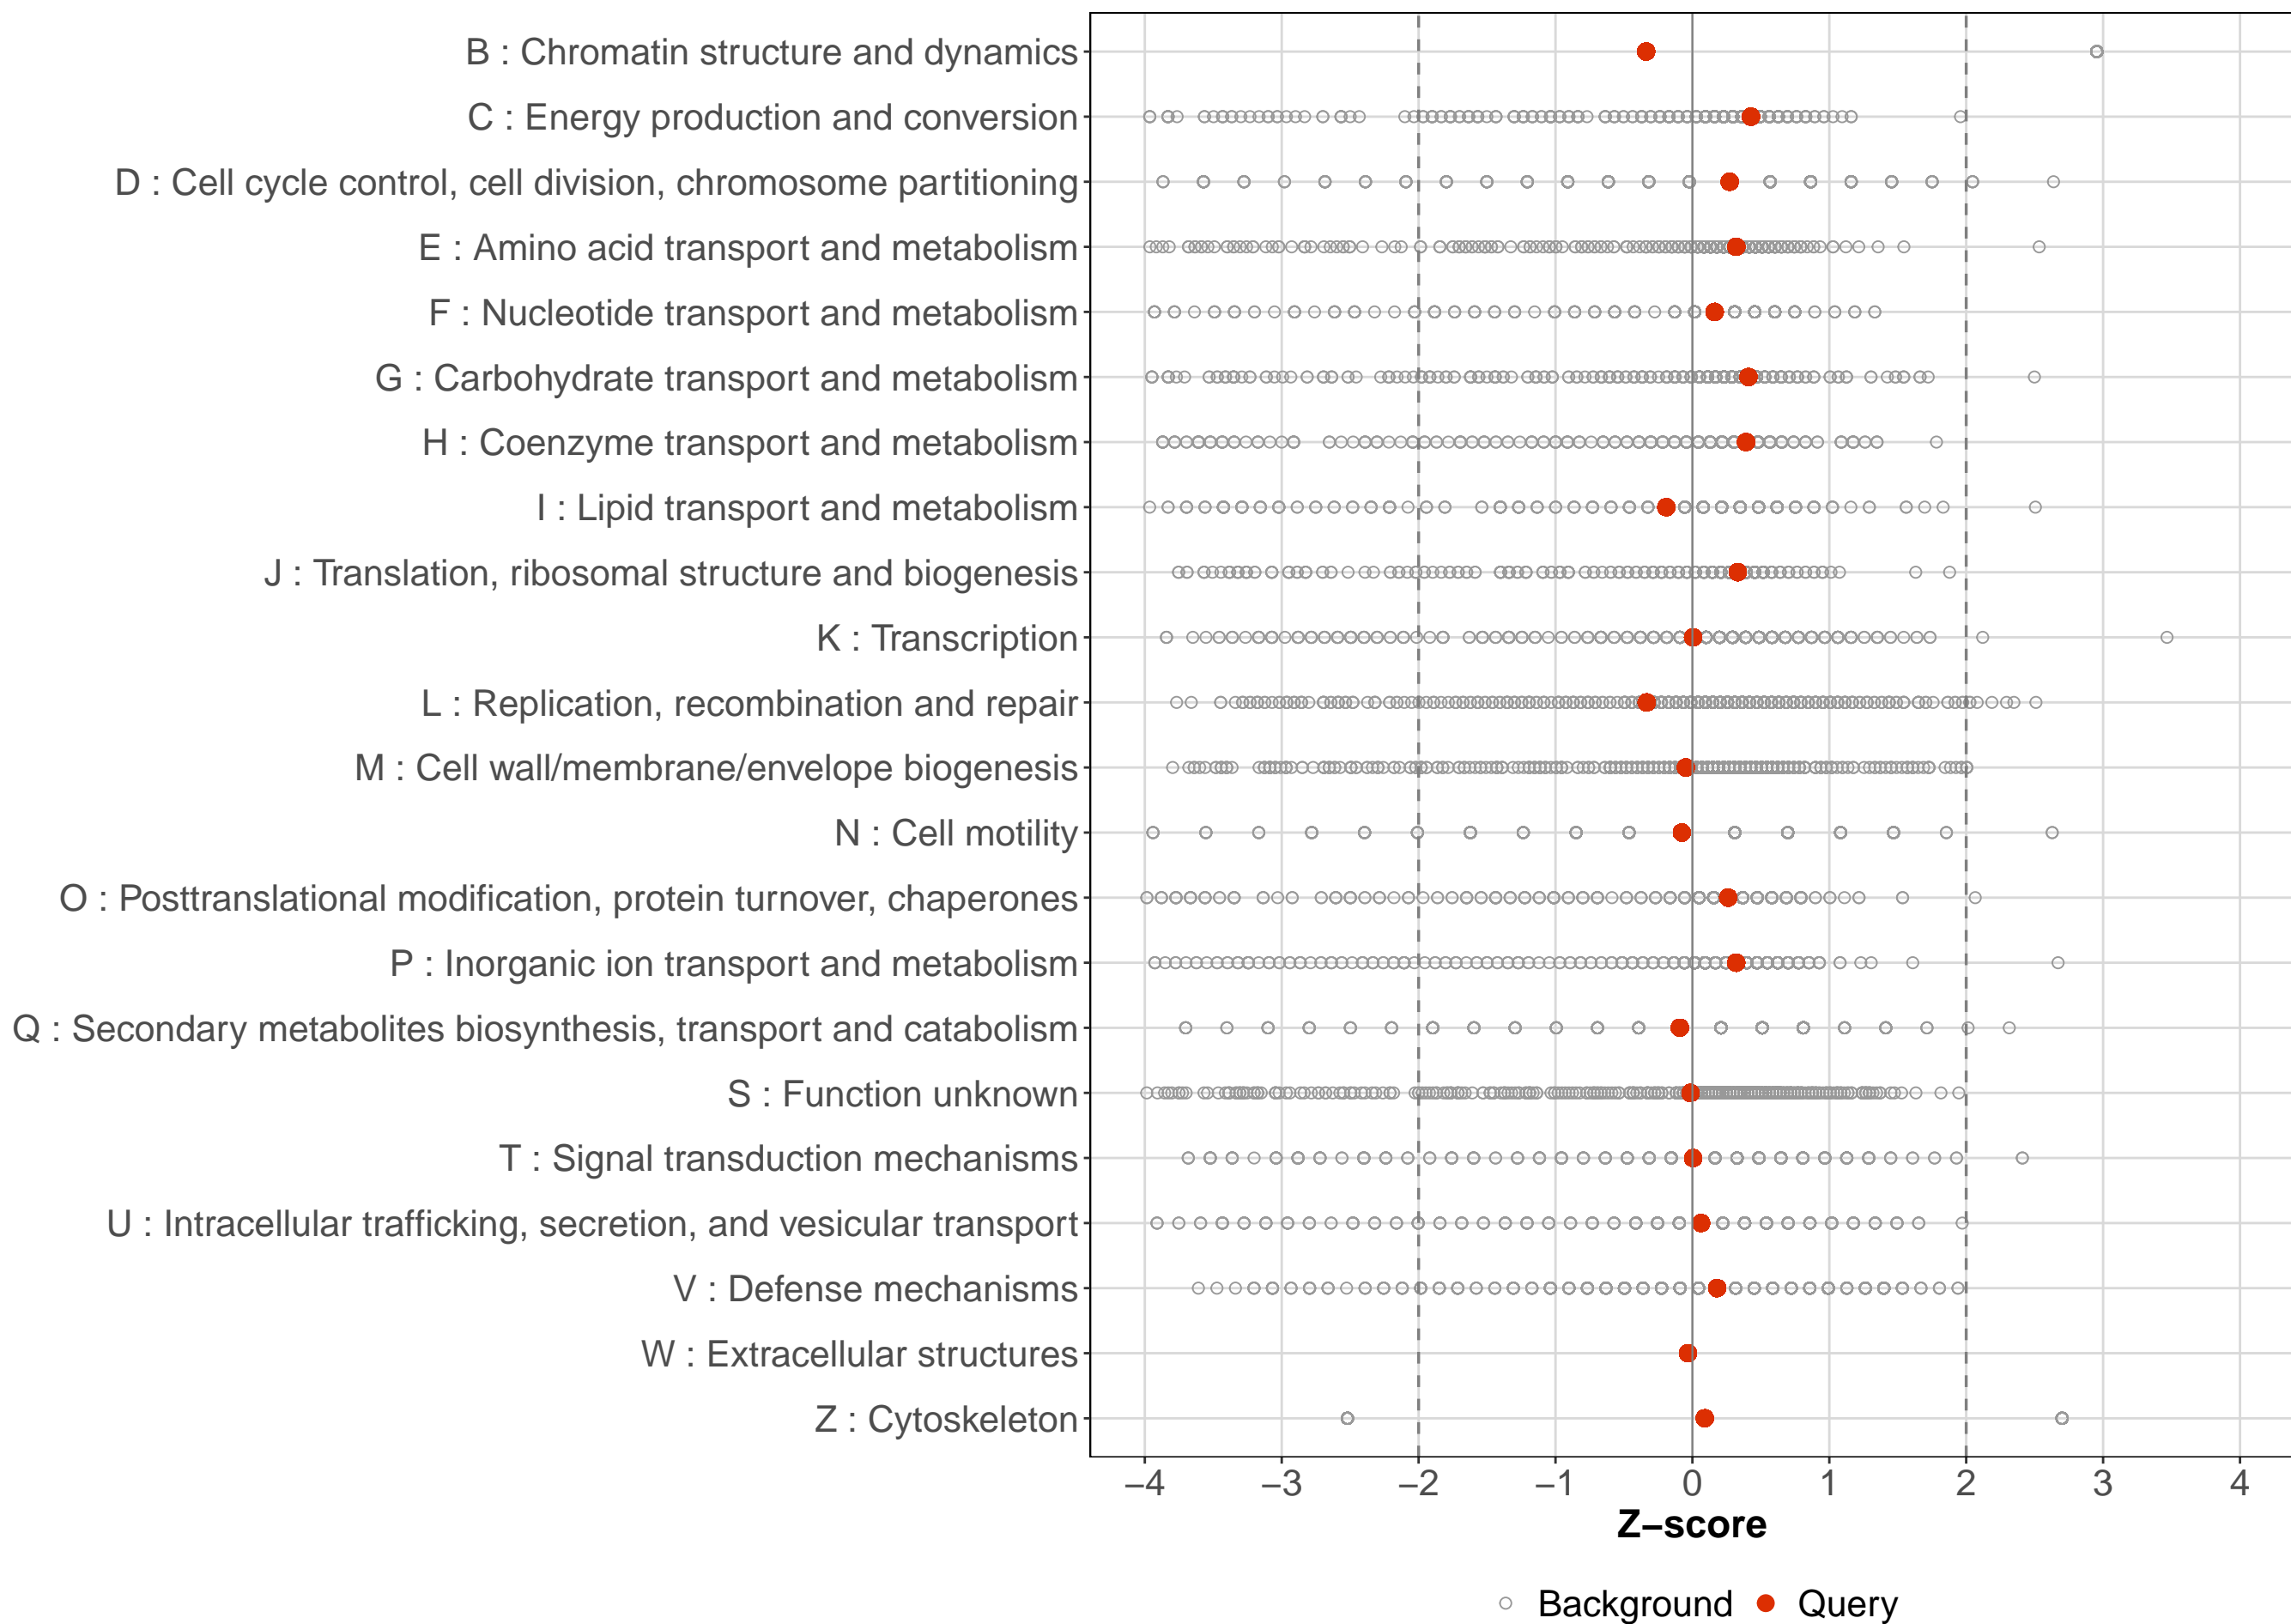 B : Chromatin structure and dynamics
C : Energy production and conversion
D : Cell cycle control, cell division, chromosome partitioning
E : Amino acid transport and metabolism
F : Nucleotide transport and metabolism
G : Carbohydrate transport and metabolism
H : Coenzyme transport and metabolism
I : Lipid transport and metabolism
J : Translation, ribosomal structure and biogenesis
K : Transcription
L : Replication, recombination and repair
M : Cell wall/membrane/envelope biogenesis
N : Cell motility
O : Posttranslational modification, protein turnover, chaperones
P : Inorganic ion transport and metabolism
Q : Secondary metabolites biosynthesis, transport and catabolism
S : Function unknown
T : Signal transduction mechanisms
U : Intracellular trafficking, secretion, and vesicular transport
V : Defense mechanisms
W : Extracellular structures
Z : Cytoskeleton
−4 −3 −2 −1 0 1 2 3 4
Z−score
Background Query